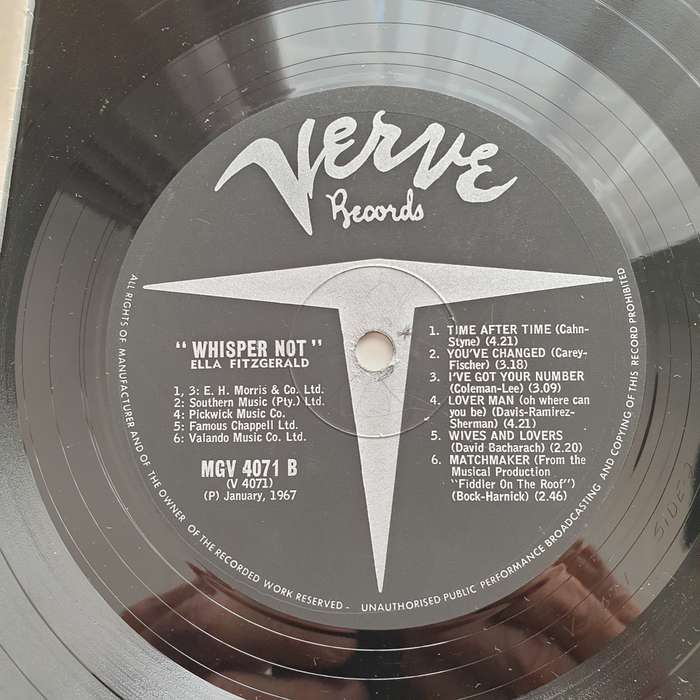 Verve
Records
"WHISPER NOT"
ELLA FITZGERALD
1, 3: E. H. Morris & Co. Ltd.
2: Southern Music (Pty.) Ltd.
4: Pickwick Music Co.
5: Famous Chappell Ltd.
6: Valando Music Co. Ltd.
MGV 4071 B
(V 4071)
(P) January, 1967
1. TIME AFTER TIME (Cahn-
Styne) (4.21)
2. YOU'VE CHANGED (Carey-
Fischer) (3.18)
3. I'VE GOT YOUR NUMBER
(Coleman-Lee) (3.09)
4. LOVER MAN (oh where can
you be) (Davis-Ramirez-
Sherman) (4.21)
5. WIVES AND LOVERS
(David Bacharach) (2.20)
6. MATCHMAKER (From the
Musical Production
"Fiddler On The Roof")
(Bock-Harnick) (2.46)
ALL RIGHTS OF MANUFACTURER AND OF THE OWNER OF THE RECORDED WORK RESERVED - UNAUTHORISED PUBLIC PERFORMANCE BROADCASTING AND COPYING OF THIS RECORD PROHIBITED
SIDE